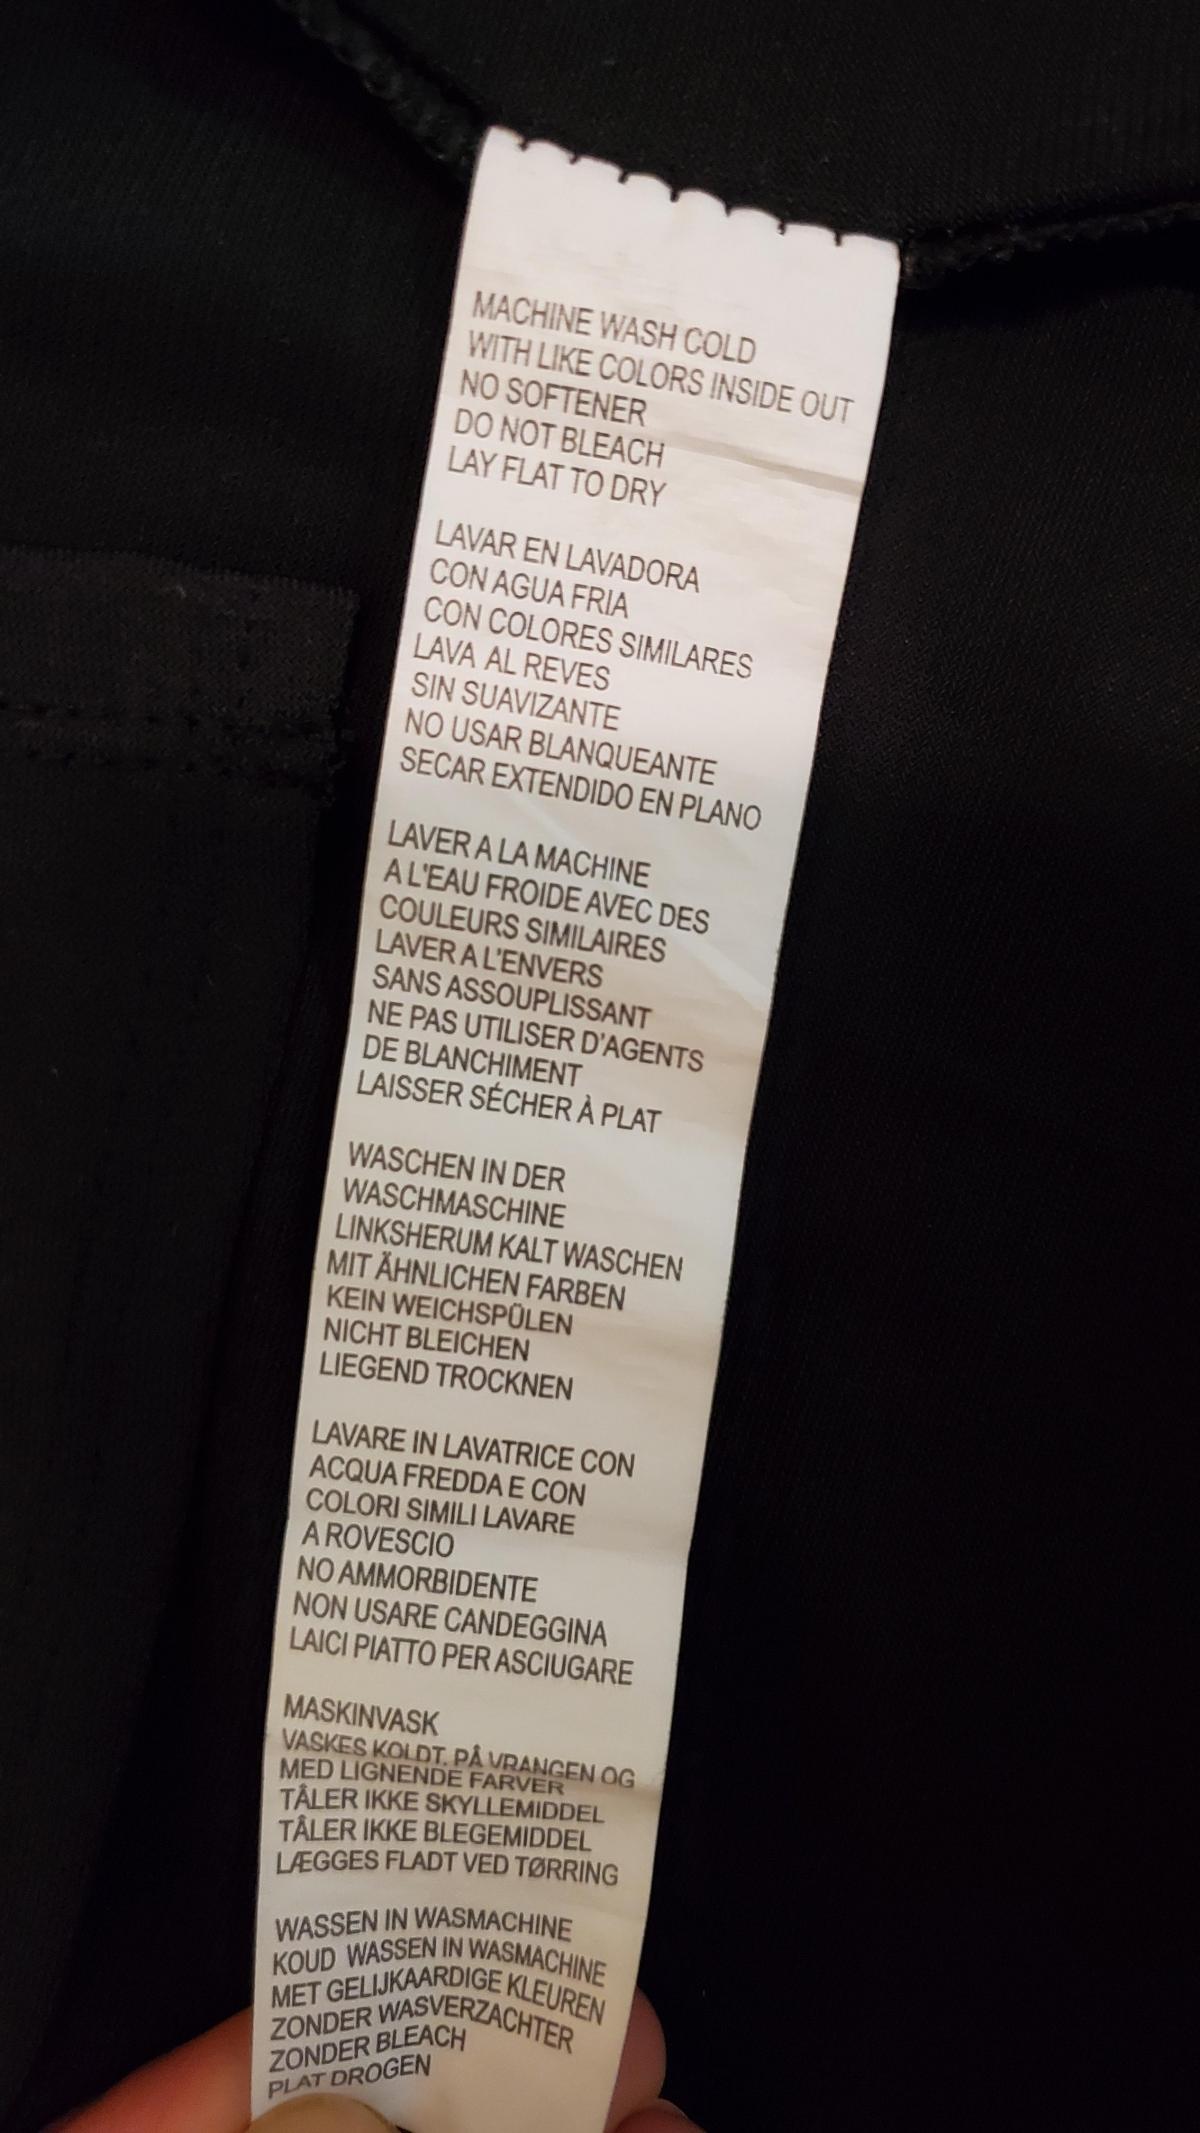 MACHINE WASH COLD
WITH LIKE COLORS INSIDE OUT
NO SOFTENER
DO NOT BLEACH
LAY FLAT TO DRY
LAVAR EN LAVADORA
CON AGUA FRIA
CON COLORES SIMILARES
LAVA AL REVES
SIN SUAVIZANTE
NO USAR BLANQUEANTE
SECAR EXTENDIDO EN PLANO
LAVER A LA MACHINE
A L'EAU FROIDE AVEC DES
COULEURS SIMILAIRES
LAVER A L'ENVERS
SANS ASSOUPLISSANT
NE PAS UTILISER D'AGENTS
DE BLANCHIMENT
LAISSER SÉCHER À PLAT
WASCHEN IN DER
WASCHMASCHINE
LINKSHERUM KALT WASCHEN
MIT ÄHNLICHEN FARBEN
KEIN WEICHSPÜLEN
NICHT BLEICHEN
LIEGEND TROCKNEN
LAVARE IN LAVATRICE CON
ACQUA FREDDA E CON
COLORI SIMILI LAVARE
A ROVESCIO
NO AMMORBIDENTE
NON USARE CANDEGGINA
LAICI PIATTO PER ASCIUGARE
MASKINVASK
VASKES KOLDT, PÅ VRANGEN OG
MED LIGNENDE FARVER
TÅLER IKKE SKYLLEMIDDEL
TÅLER IKKE BLEGEMIDDEL
LÆGGES FLADT VED TØRRING
WASSEN IN WASMACHINE
KOUD WASSEN IN WASMACHINE
MET GELIJKAARDIGE KLEUREN
ZONDER WASVERZACHTER
ZONDER BLEACH
PLAT DROGEN